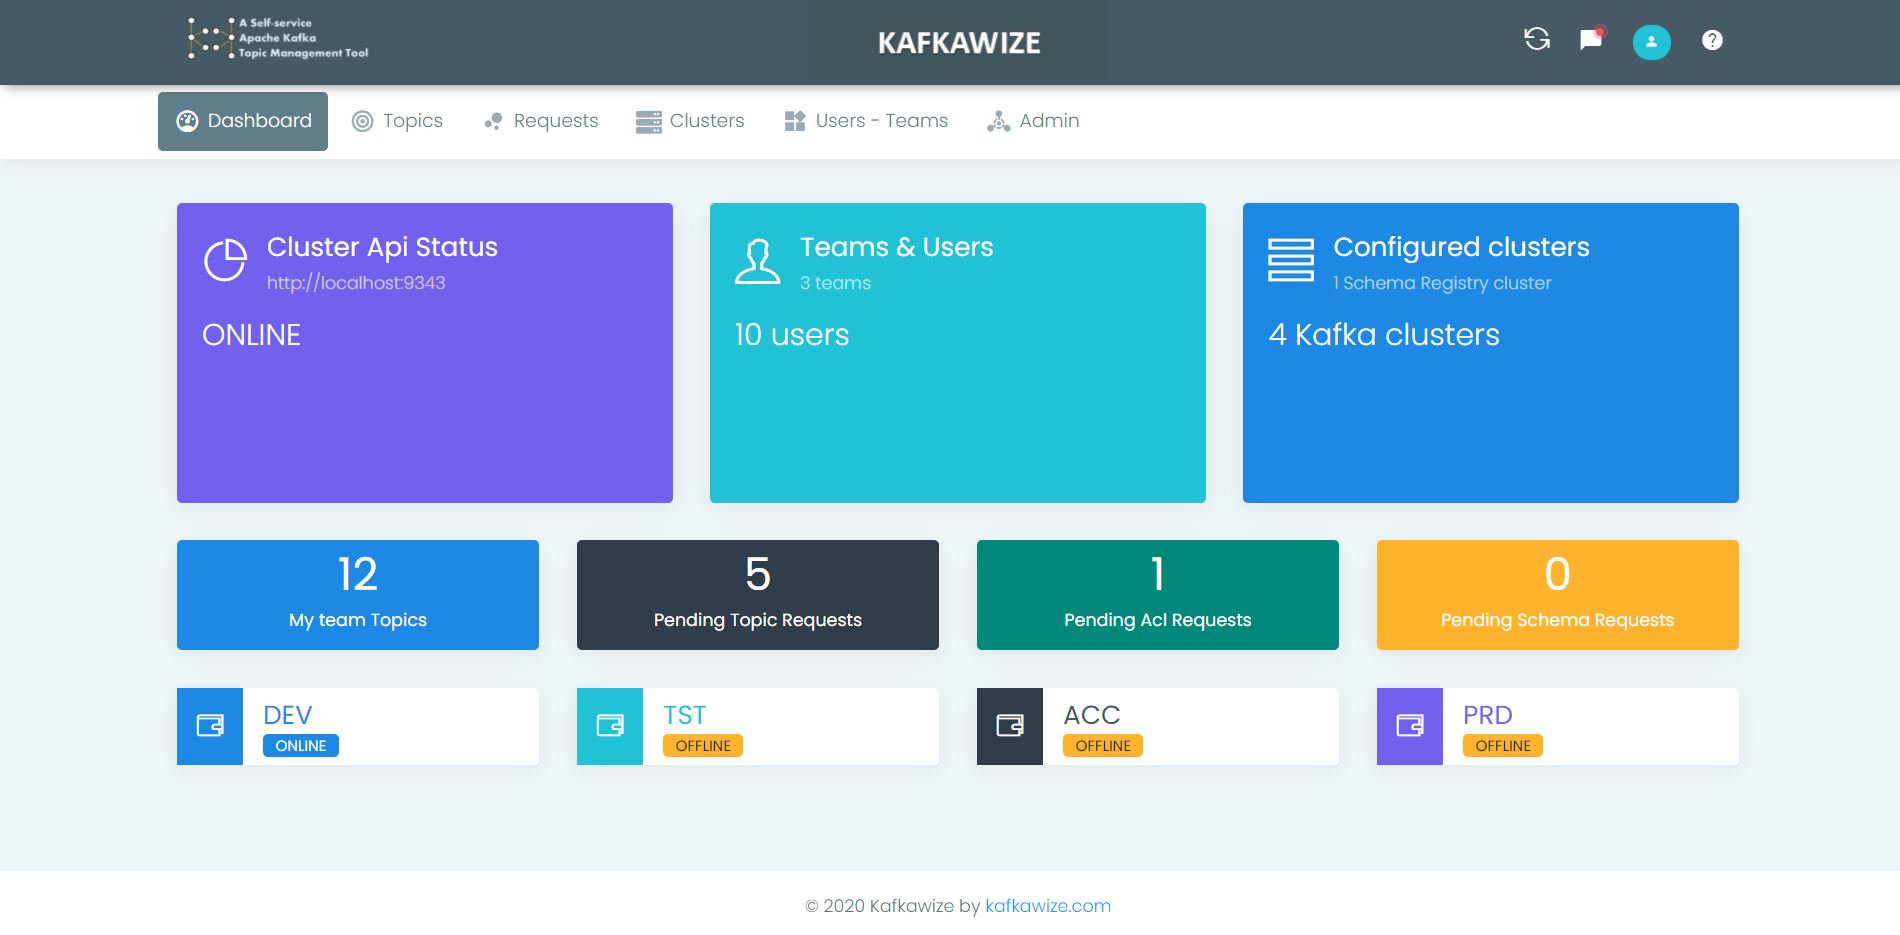 A Self-service
Apache Kafka
Topic Management Tool
KAFKAWIZE
Dashboard
Topics
Requests
Clusters
Users - Teams
Admin
Cluster Api Status
http://localhost:9343
ONLINE
Teams & Users
3 teams
10 users
Configured clusters
1 Schema Registry cluster
4 Kafka clusters
12
My team Topics
5
Pending Topic Requests
1
Pending Acl Requests
0
Pending Schema Requests
DEV
ONLINE
TST
OFFLINE
ACC
OFFLINE
PRD
OFFLINE
© 2020 Kafkawize by kafkawize.com